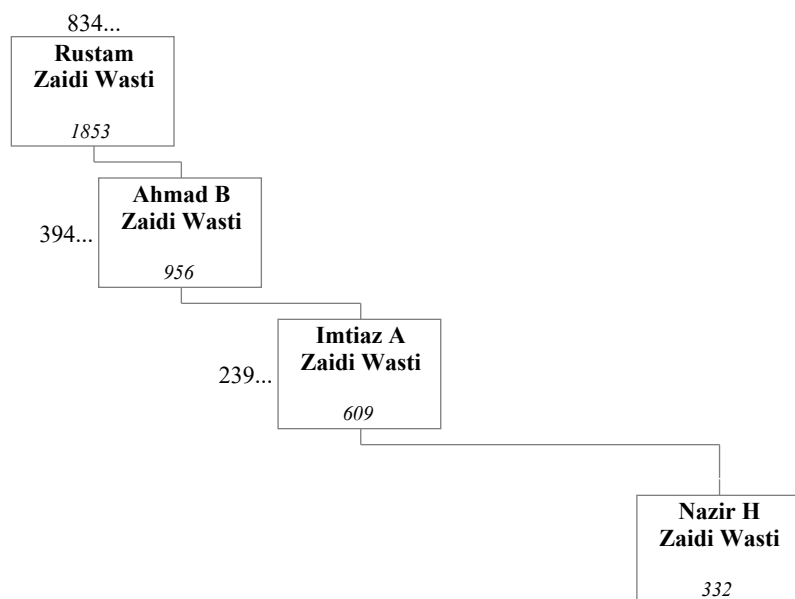 834...
Rustam
Zaidi Wasti
1853
Ahmad B
Zaidi Wasti
394...
956
Imtiaz A
Zaidi Wasti
239...
609
Nazir H
Zaidi Wasti
332